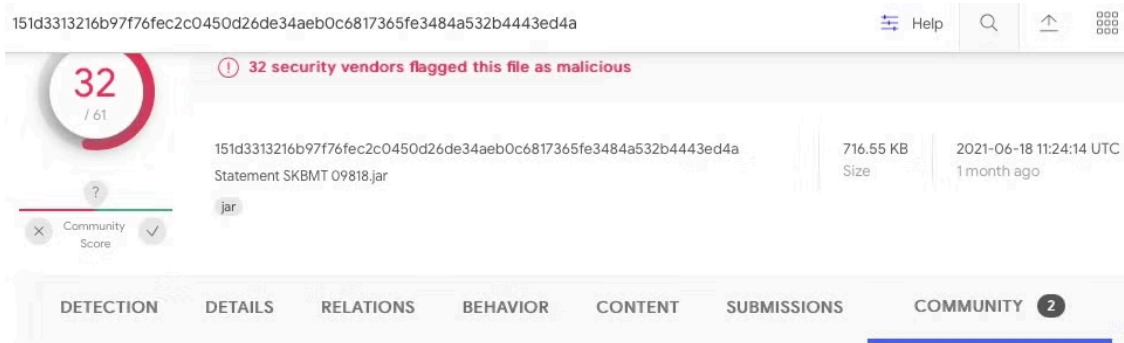 151d3313216b97f76fec2c0450d26de34aeb0c6817365fe3484a532b4443ed4a
Help
32
/ 61
32 security vendors flagged this file as malicious
151d3313216b97f76fec2c0450d26de34aeb0c6817365fe3484a532b4443ed4a
Statement SKBMT 09818.jar
jar
716.55 KB
Size
2021-06-18 11:24:14 UTC
1 month ago
?
Community
Score
DETECTION DETAILS RELATIONS BEHAVIOR CONTENT SUBMISSIONS COMMUNITY 2